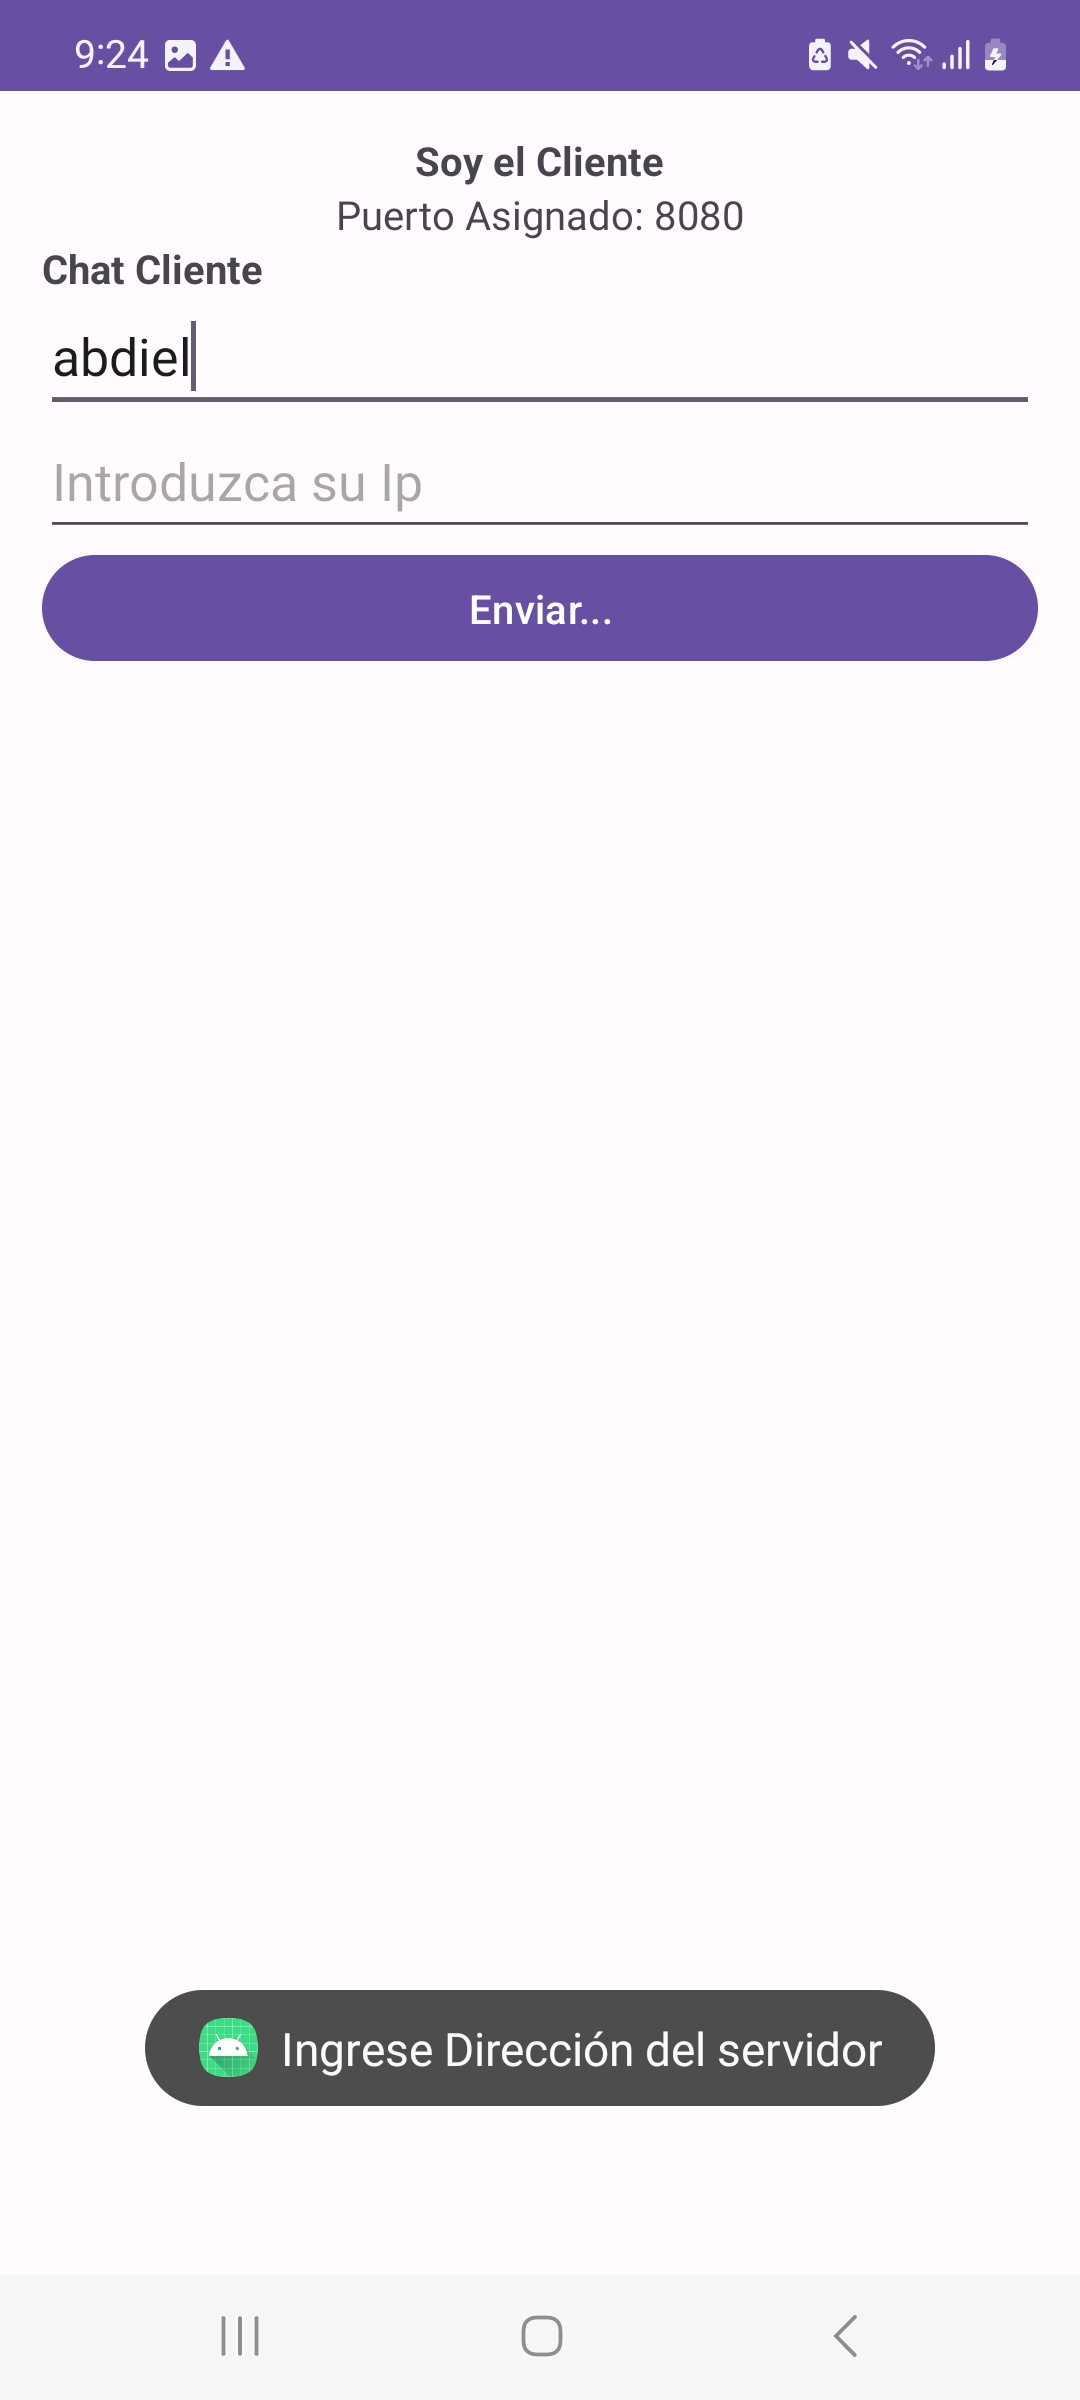 9:24
Soy el Cliente
Puerto Asignado: 8080
Chat Cliente
abdiel
Introduzca su Ip
Enviar...
Ingrese Dirección del servidor